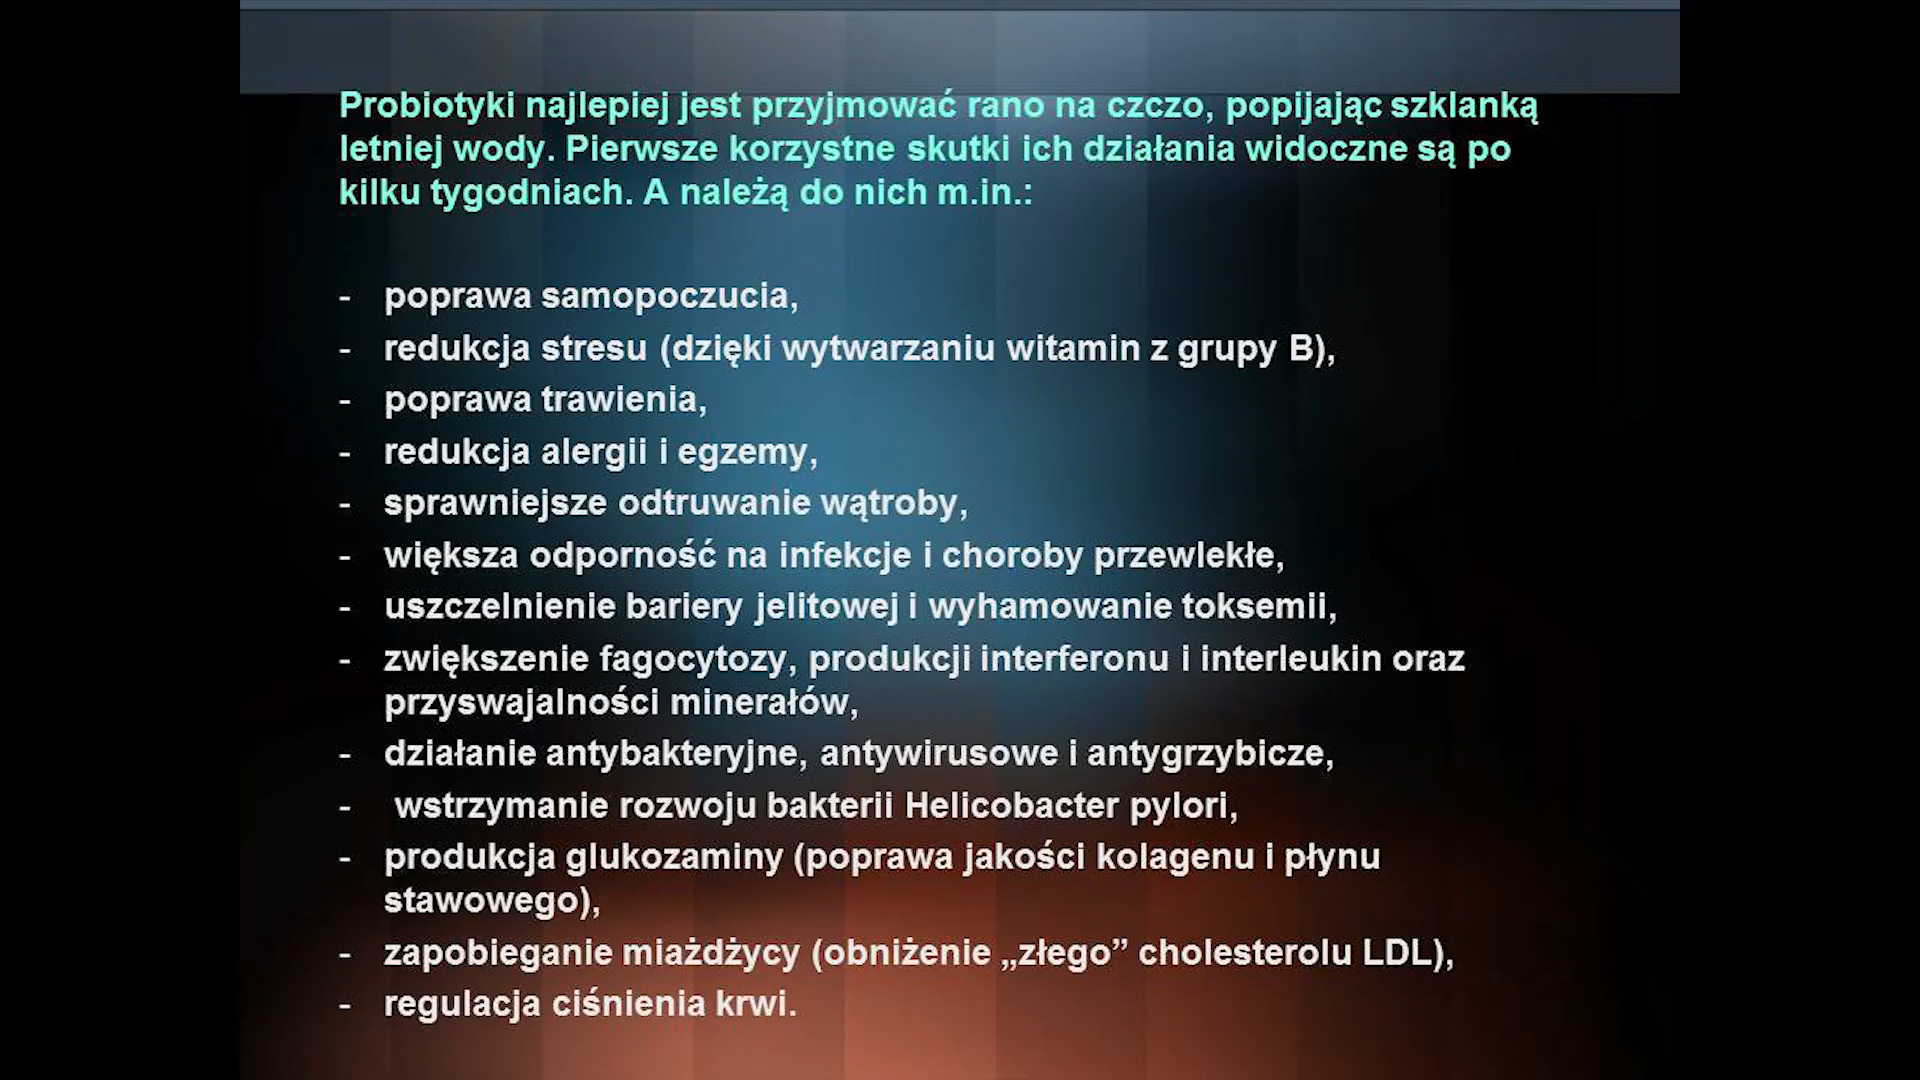 Probiotyki najlepiej jest przyjmować rano na czczo, popijając szklanką
letniej wody. Pierwsze korzystne skutki ich działania widoczne są po
kilku tygodniach. A należą do nich m.in.:
- poprawa samopoczucia,
- redukcja stresu (dzięki wytwarzaniu witamin z grupy B),
- poprawa trawienia,
- redukcja alergii i egzemy,
- sprawniejsze odtruwanie wątroby,
- większa odporność na infekcje i choroby przewlekłe,
- uszczelnienie bariery jelitowej i wyhamowanie toksemii,
- zwiększenie fagocytozy, produkcji interferonu i interleukin oraz
przyswajalności minerałów,
- działanie antybakteryjne, antywirusowe i antygrzybicze,
- wstrzymanie rozwoju bakterii Helicobacter pylori,
- produkcja glukozaminy (poprawa jakości kolagenu i płynu
stawowego),
- zapobieganie miażdżycy (obniżenie „złego” cholesterolu LDL),
- regulacja ciśnienia krwi.